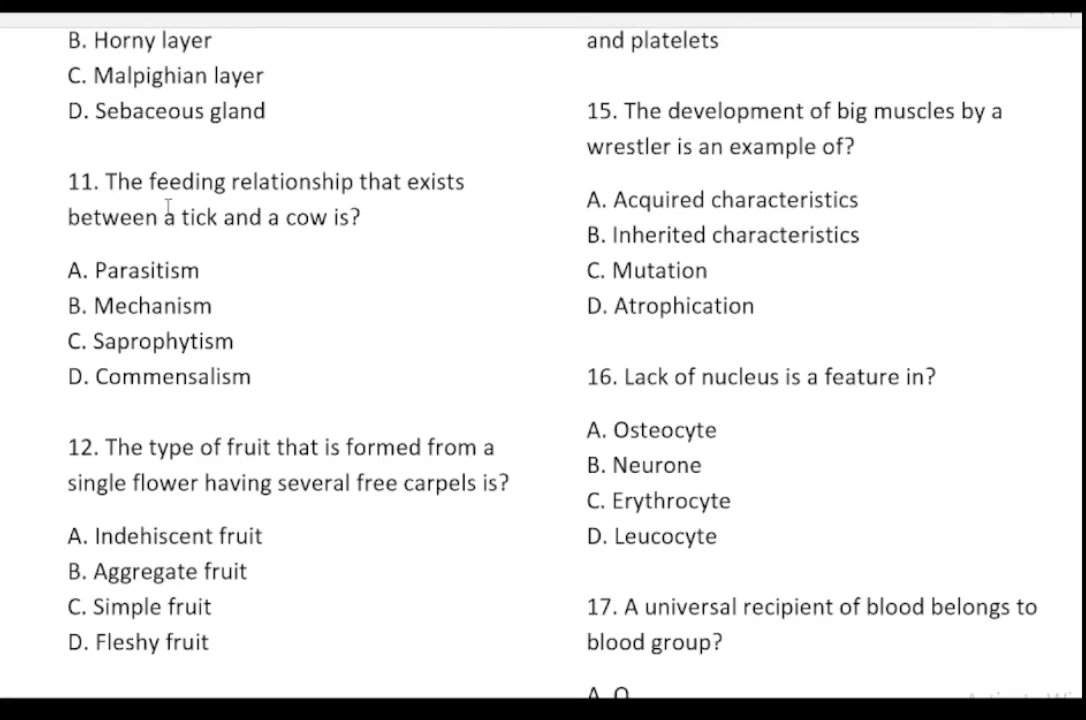 B. Horny layer
C. Malpighian layer
D. Sebaceous gland
11. The feeding relationship that exists
between a tick and a cow is?
A. Parasitism
B. Mechanism
C. Saprophytism
D. Commensalism
12. The type of fruit that is formed from a
single flower having several free carpels is?
A. Indehiscent fruit
B. Aggregate fruit
C. Simple fruit
D. Fleshy fruit
and platelets
15. The development of big muscles by a
wrestler is an example of?
A. Acquired characteristics
B. Inherited characteristics
C. Mutation
D. Atrophication
16. Lack of nucleus is a feature in?
A. Osteocyte
B. Neurone
C. Erythrocyte
D. Leucocyte
17. A universal recipient of blood belongs to
blood group?